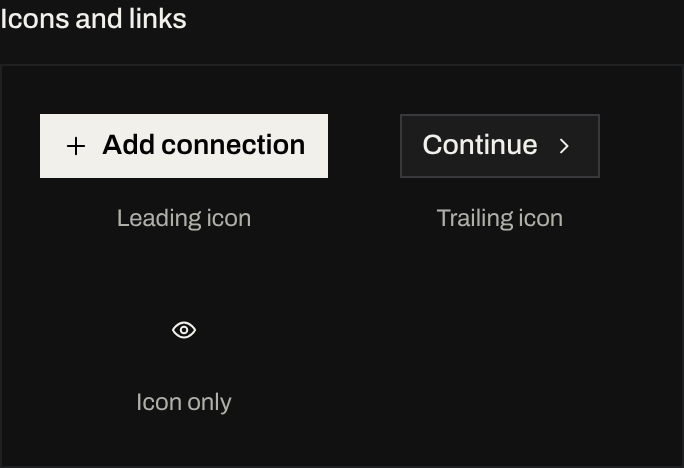 Icons and links
Add connection
Continue
Leading icon
Trailing icon
Icon only